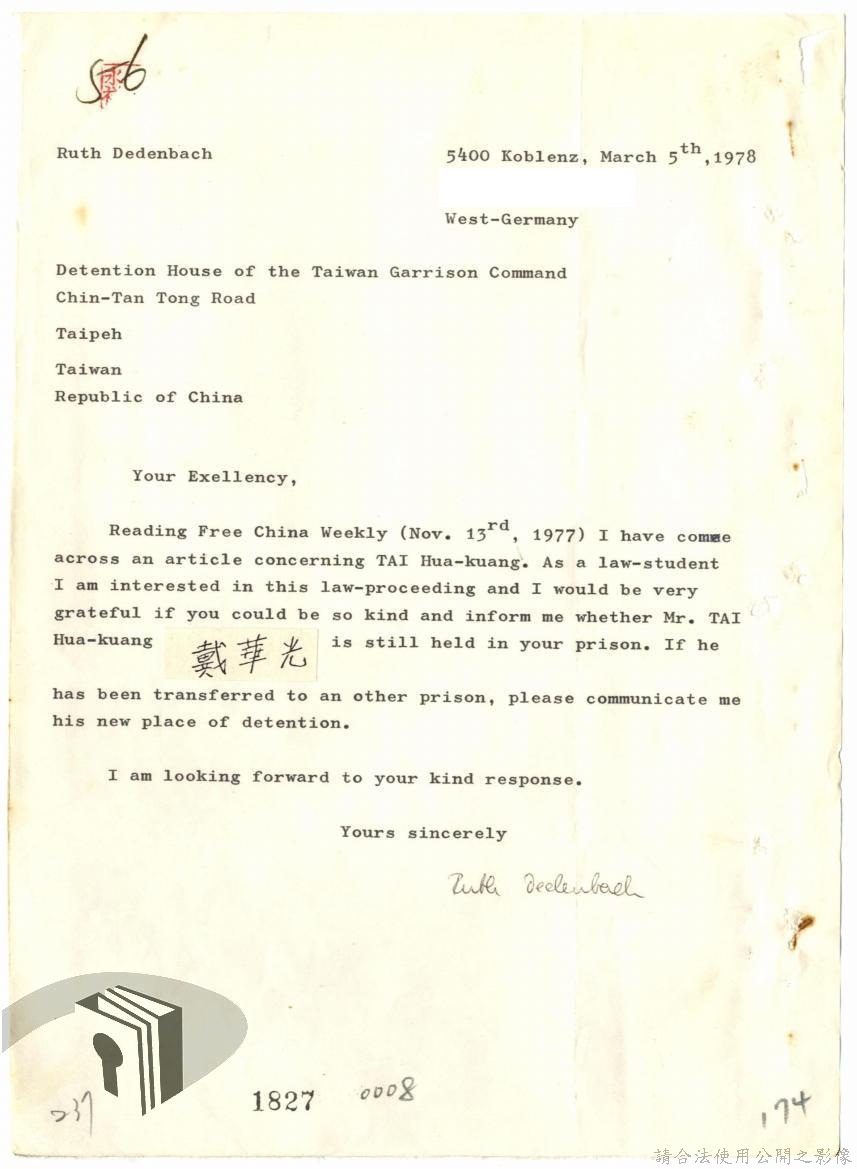 56
Ruth Dedenbach
5400 Koblenz, March 5th,1978
West-Germany
Detention House of the Taiwan Garrison Command
Chin-Tan Tong Road
Taipeh
Taiwan
Republic of China
Your Exellency,
Reading Free China Weekly (Nov. 13rd, 1977) I have come
across an article concerning TAI Hua-kuang. As a law-student
I am interested in this law-proceeding and I would be very
grateful if you could be so kind and inform me whether Mr. TAI
Hua-kuang 戴華光 is still held in your prison. If he
has been transferred to an other prison, please communicate me
his new place of detention.
I am looking forward to your kind response.
Yours sincerely
Ruth Dedenbach
237
1827
0008
174
請合法使用公開之影像